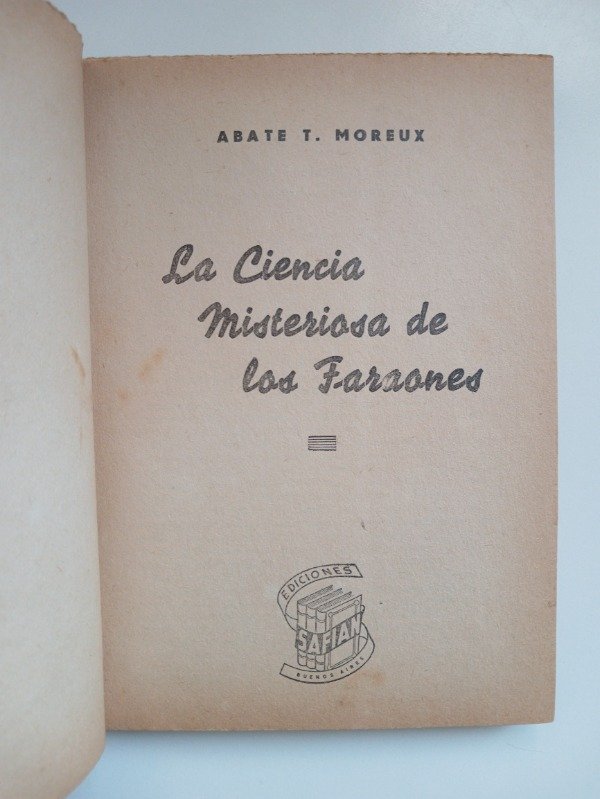 ABATE T. MOREUX
La Ciencia
Misteriosa de
los Faraones
EDICIONES
SAFIAN
BUENOS AIRES